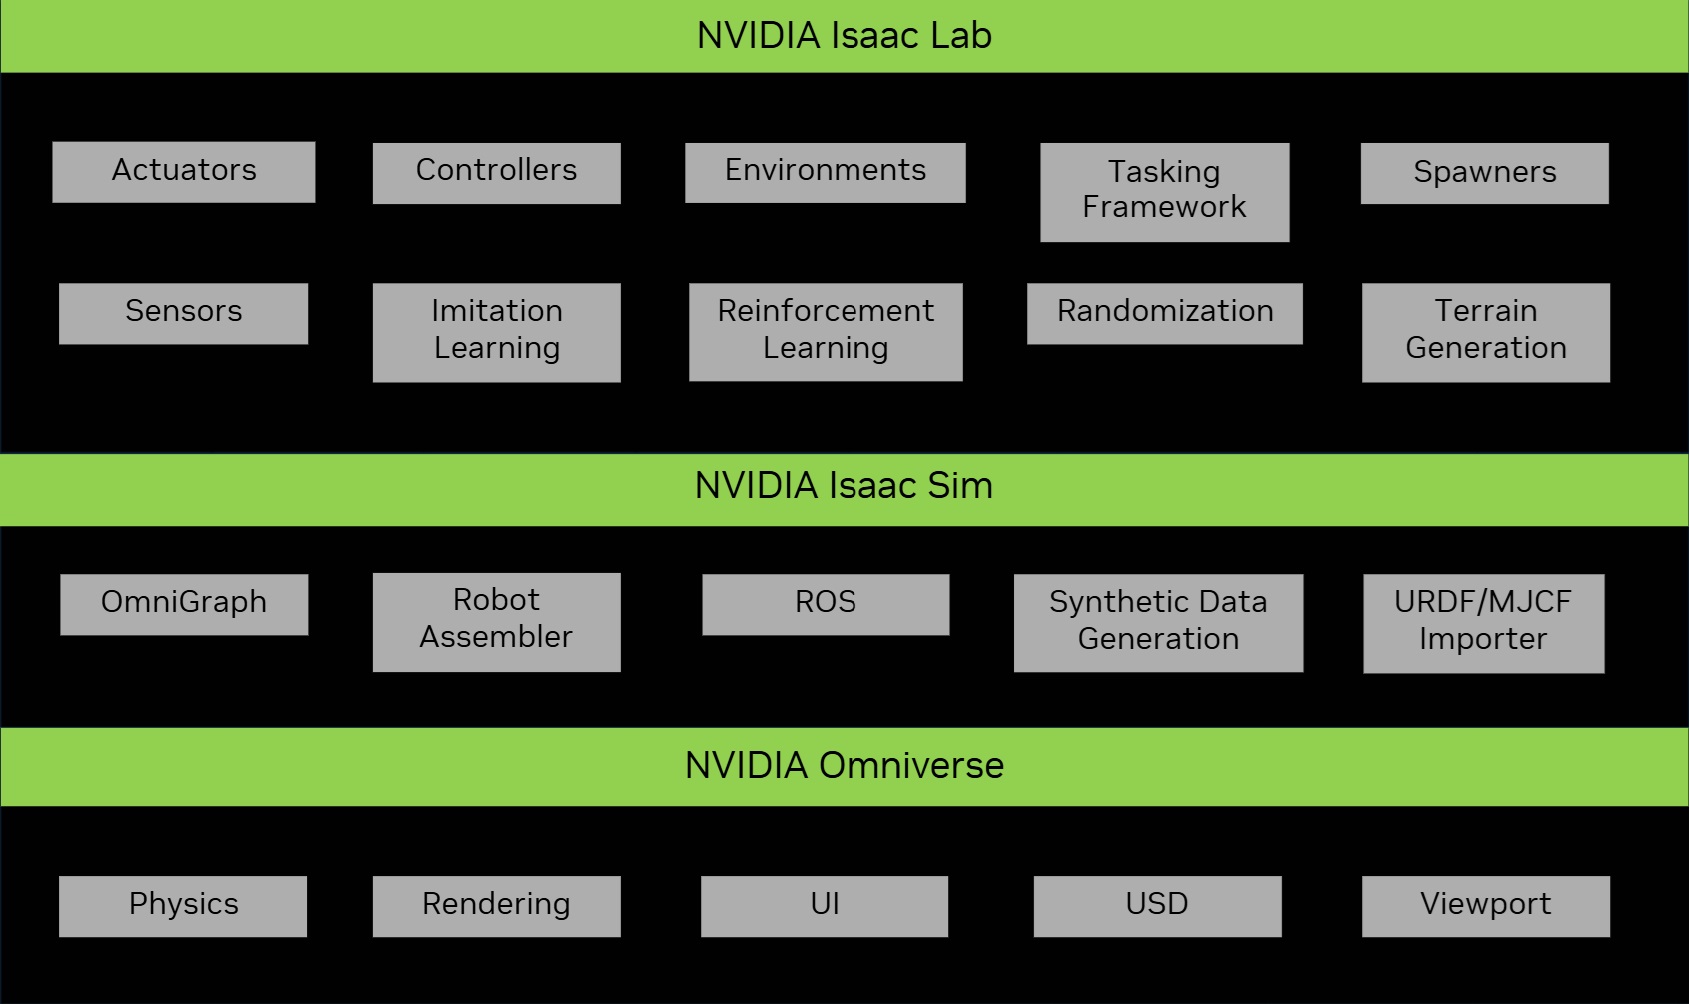 NVIDIA Isaac Lab
Actuators
Controllers
Environments
Tasking
Framework
Spawners
Sensors
Imitation
Learning
Reinforcement
Learning
Randomization
Terrain
Generation
NVIDIA Isaac Sim
OmniGraph
Robot
Assembler
ROS
Synthetic Data
Generation
URDF/MJCF
Importer
NVIDIA Omniverse
Physics
Rendering
UI
USD
Viewport